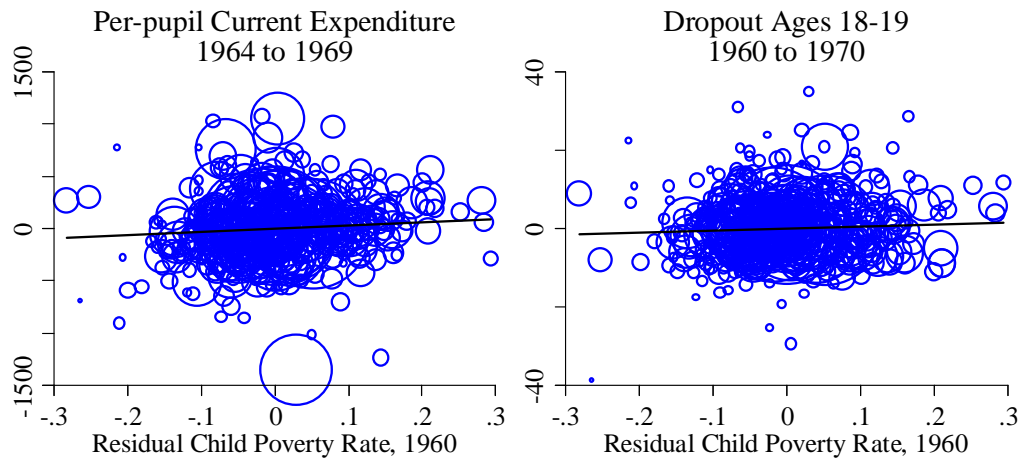 Per-pupil Current Expenditure
1964 to 1969
1500
0
-1500
-.3 -.2 -.1 0 .1 .2 .3
Residual Child Poverty Rate, 1960
Dropout Ages 18-19
1960 to 1970
40
0
-40
-.3 -.2 -.1 0 .1 .2 .3
Residual Child Poverty Rate, 1960